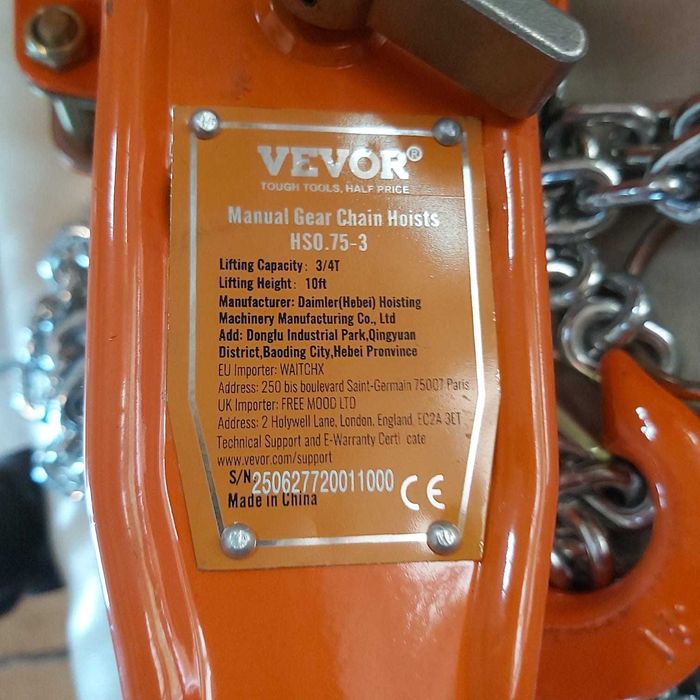 VEVOR®
TOUGH TOOLS, HALF PRICE
Manual Gear Chain Hoists
HS0.75-3
Lifting Capacity: 3/4T
Lifting Height: 10ft
Manufacturer: Daimler(Hebei) Hoisting
Machinery Manufacturing Co., Ltd
Add: Donglu Industrial Park,Qingyuan
District,Baoding City,Hebei Pronvince
EU Importer: WAITCHX
Address: 250 bis boulevard Saint-Germain 75007 Paris
UK Importer: FREE MOOD LTD
Address: 2 Holywell Lane, London, England, EC2A 3ET
Technical Support and E-Warranty Certi cate
www.vevor.com/support
S/N 250627720011000
Made in China CE